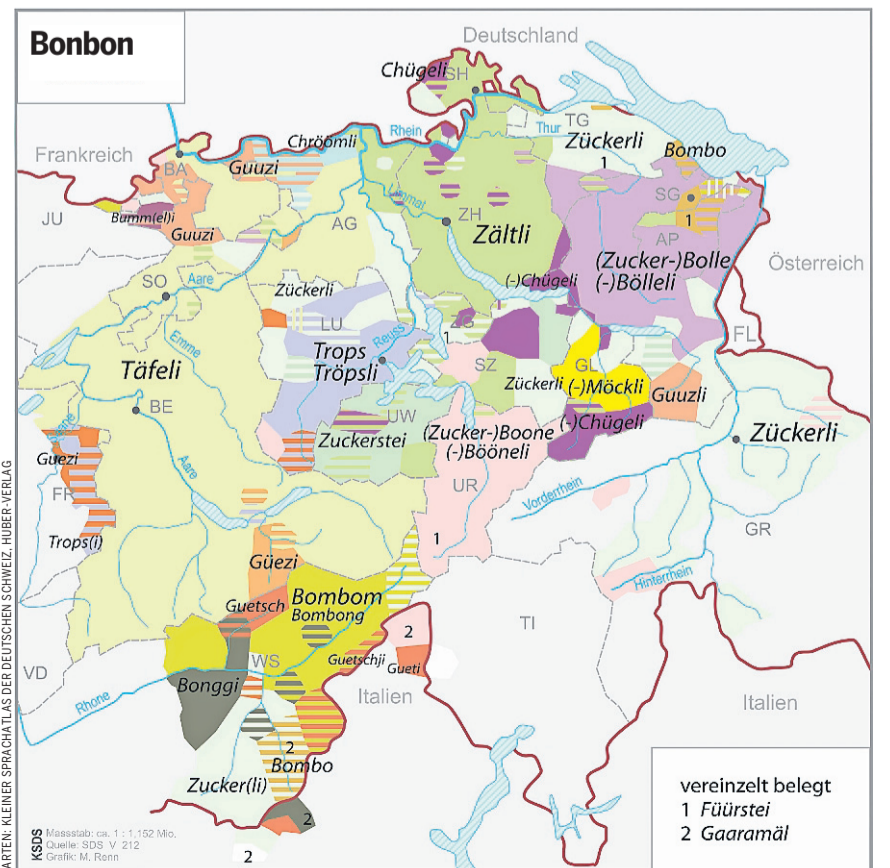 Bonbon
Deutschland
Chügeli
SH
Rhein
Thur
TG
Zückerli
1
Bombo
Chröömli
Frankreich
BA
Guuzi
SG
1
AP
JU
Bumm(el)i
Guuzi
AG
Limmat
ZH
Zältli
(Zucker-)Bolle
(-)Bölleli
Österreich
SO
Aare
Zückerli
(-)Chügeli
FL
Emme
LU
Reuss
ZG
1
Täfeli
Trops
Tröpsli
SZ
GL
Zückerli
(-)Möckli
Guuzli
BE
UW
Zuckerstei
(Zucker-)Boone
(-)Bööneli
(-)Chügeli
Zückerli
Saane
Guezi
FR
Aare
UR
Vorderrhein
GR
Trops(i)
1
Güezi
Hinterrhein
Guetsch
Bombom
Bombong
TI
2
Guetschji
Gueti
WS
VD
Rhone
Bonggi
Italien
Italien
2
Bombo
Zucker(li)
2
2
vereinzelt belegt
1 Füürstei
2 Gaaramäl
KSDS
Massstab: ca. 1 : 1,152 Mio.
Quelle: SDS V 212
Grafik: M. Renn
ARTEN: KLEINER SPRACHATLAS DER DEUTSCHEN SCHWEIZ, HUBER-VERLAG